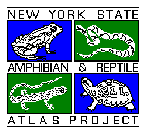 NEW YORK STATE
AMPHIBIAN & REPTILE
ATLAS PROJECT